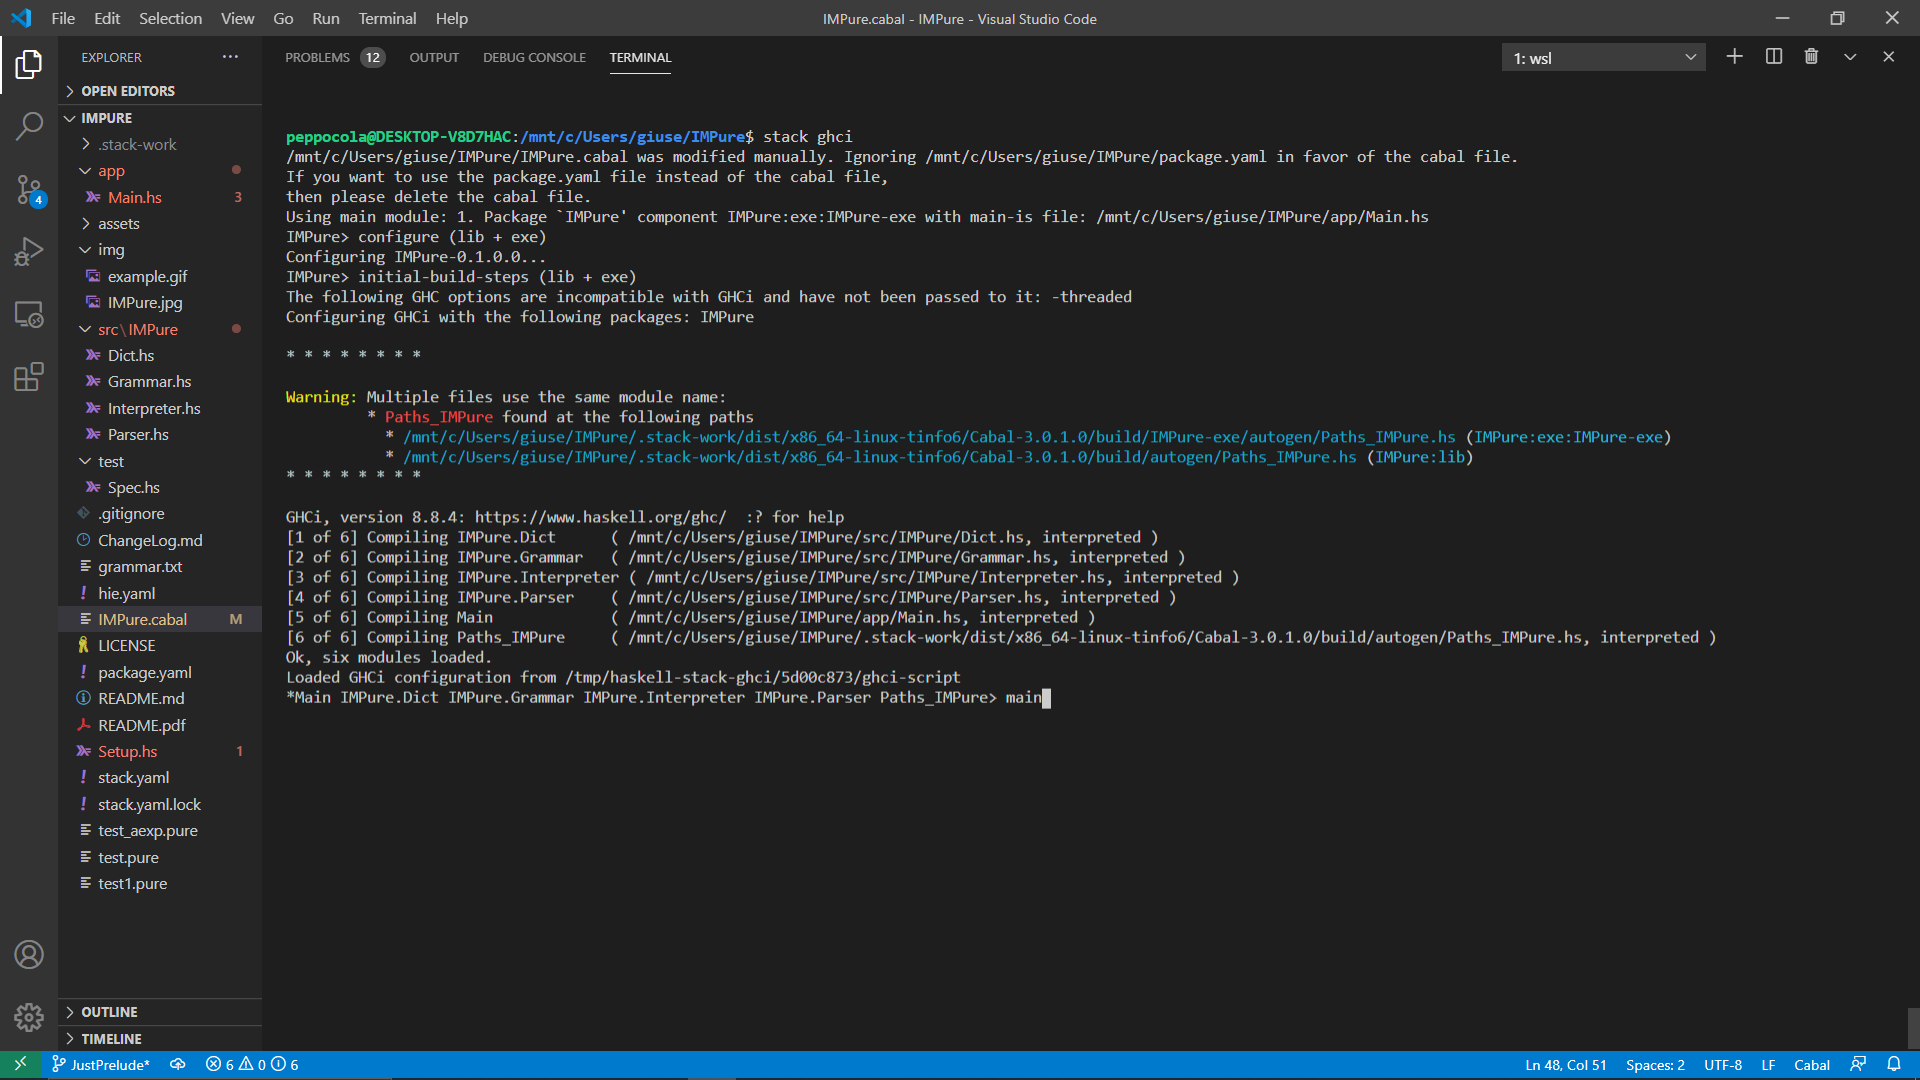 File Edit Selection View Go Run Terminal Help
IMPure.cabal - IMPure - Visual Studio Code
EXPLORER
OPEN EDITORS
IMPURE
.stack-work
app
Main.hs 3
assets
img
example.gif
IMPure.jpg
src\IMPure
Dict.hs
Grammar.hs
Interpreter.hs
Parser.hs
test
Spec.hs
.gitignore
ChangeLog.md
grammar.txt
hie.yaml
IMPure.cabal M
LICENSE
package.yaml
README.md
README.pdf
Setup.hs 1
stack.yaml
stack.yaml.lock
test_aexp.pure
test.pure
test1.pure
OUTLINE
TIMELINE
4
PROBLEMS 12 OUTPUT DEBUG CONSOLE TERMINAL
1: wsl
peppocola@DESKTOP-V8D7HAC:/mnt/c/Users/giuse/IMPure$ stack ghci
/mnt/c/Users/giuse/IMPure/IMPure.cabal was modified manually. Ignoring /mnt/c/Users/giuse/IMPure/package.yaml in favor of the cabal file.
If you want to use the package.yaml file instead of the cabal file,
then please delete the cabal file.
Using main module: 1. Package `IMPure' component IMPure:exe:IMPure-exe with main-is file: /mnt/c/Users/giuse/IMPure/app/Main.hs
IMPure> configure (lib + exe)
Configuring IMPure-0.1.0.0...
IMPure> initial-build-steps (lib + exe)
The following GHC options are incompatible with GHCi and have not been passed to it: -threaded
Configuring GHCi with the following packages: IMPure
* * * * * * * *
Warning: Multiple files use the same module name:
* Paths_IMPure found at the following paths
* /mnt/c/Users/giuse/IMPure/.stack-work/dist/x86_64-linux-tinfo6/Cabal-3.0.1.0/build/IMPure-exe/autogen/Paths_IMPure.hs (IMPure:exe:IMPure-exe)
* /mnt/c/Users/giuse/IMPure/.stack-work/dist/x86_64-linux-tinfo6/Cabal-3.0.1.0/build/autogen/Paths_IMPure.hs (IMPure:lib)
* * * * * * * *
GHCi, version 8.8.4: https://www.haskell.org/ghc/  :? for help
[1 of 6] Compiling IMPure.Dict      ( /mnt/c/Users/giuse/IMPure/src/IMPure/Dict.hs, interpreted )
[2 of 6] Compiling IMPure.Grammar   ( /mnt/c/Users/giuse/IMPure/src/IMPure/Grammar.hs, interpreted )
[3 of 6] Compiling IMPure.Interpreter ( /mnt/c/Users/giuse/IMPure/src/IMPure/Interpreter.hs, interpreted )
[4 of 6] Compiling IMPure.Parser    ( /mnt/c/Users/giuse/IMPure/src/IMPure/Parser.hs, interpreted )
[5 of 6] Compiling Main             ( /mnt/c/Users/giuse/IMPure/app/Main.hs, interpreted )
[6 of 6] Compiling Paths_IMPure     ( /mnt/c/Users/giuse/IMPure/.stack-work/dist/x86_64-linux-tinfo6/Cabal-3.0.1.0/build/autogen/Paths_IMPure.hs, interpreted )
Ok, six modules loaded.
Loaded GHCi configuration from /tmp/haskell-stack-ghci/5d00c873/ghci-script
*Main IMPure.Dict IMPure.Grammar IMPure.Interpreter IMPure.Parser Paths_IMPure> main
JustPrelude* 6 0 6
Ln 48, Col 51 Spaces: 2 UTF-8 LF Cabal